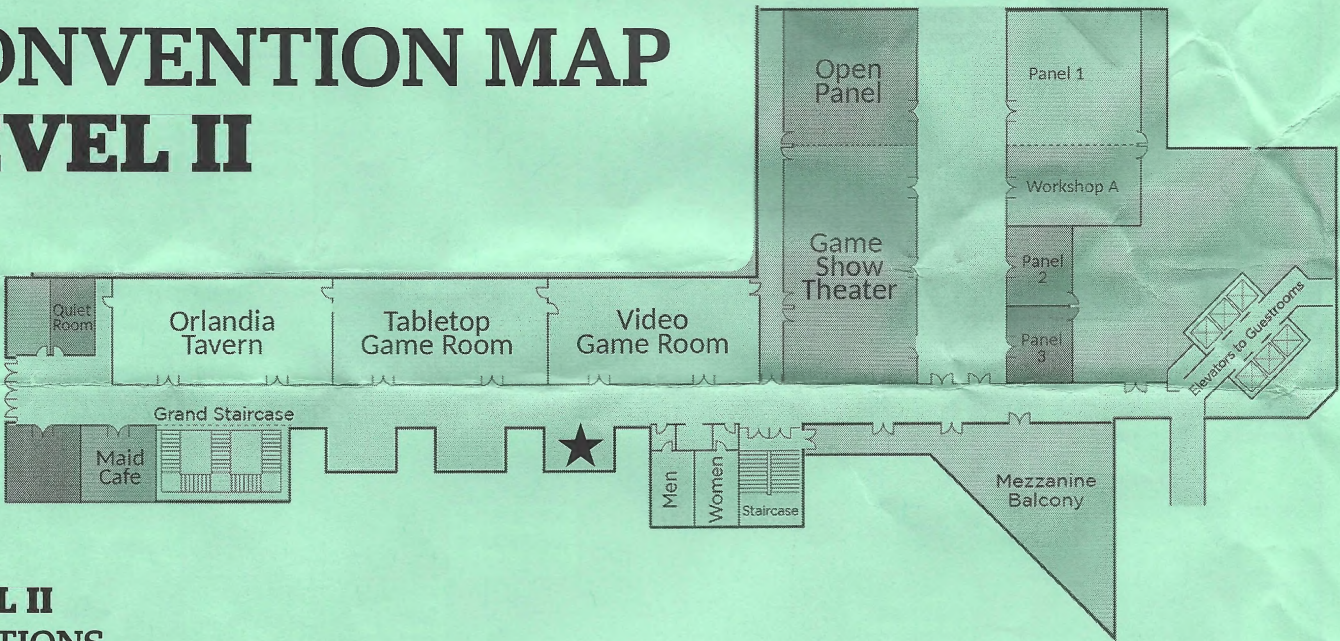 ONVENTION MAP
VEL II
Open
Panel
Panel 1
Workshop A
Game
Show
Theater
Panel
2
Panel
3
Quiet
Room
Orlandia
Tavern
Tabletop
Game Room
Video
Game Room
Elevators to Guestrooms
Grand Staircase
Maid
Cafe
Men
Women
Staircase
Mezzanine
Balcony
L II
TIONS